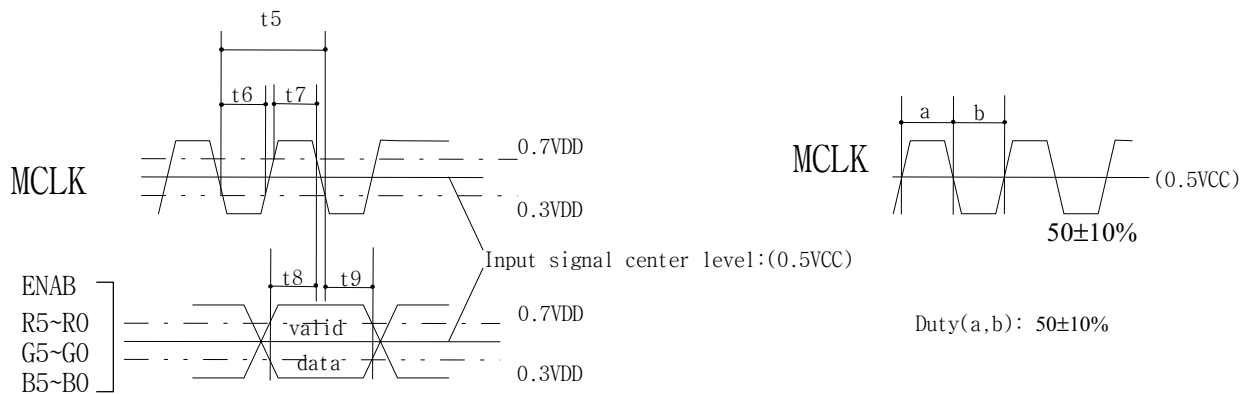 t5
t6
t7
0.7VDD
MCLK
0.3VDD
a
b
MCLK
(0.5VCC)
50±10%
Input signal center level:(0.5VCC)
t8
t9
ENAB
R5~R0
G5~G0
B5~B0
valid
data
0.7VDD
0.3VDD
Duty(a,b): 50±10%